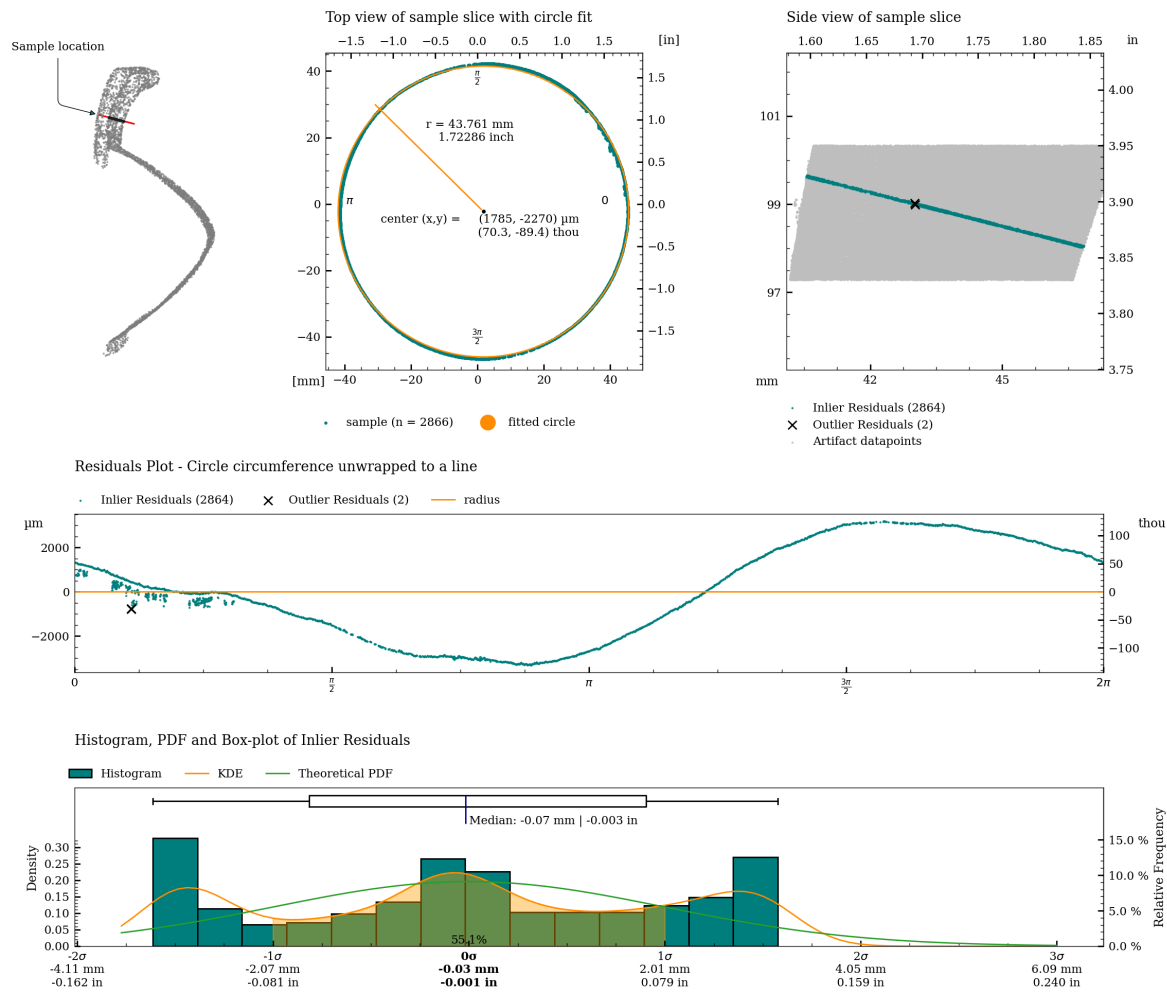 Sample location
Top view of sample slice with circle fit
−1.5 −1.0 −0.5 0.0 0.5 1.0 1.5 [in]
40 20 0 −20 −40
1.5 1.0 0.5 0.0 −0.5 −1.0 −1.5
π/2
r = 43.761 mm
1.72286 inch
π 0
center (x,y) = (1785, -2270) µm
(70.3, -89.4) thou
3π/2
[mm] −40 −20 0 20 40
sample (n = 2866) fitted circle
Side view of sample slice
1.60 1.65 1.70 1.75 1.80 1.85 in
101 99 97
4.00 3.95 3.90 3.85 3.80 3.75
mm 42 45
Inlier Residuals (2864)
Outlier Residuals (2)
Artifact datapoints
Residuals Plot - Circle circumference unwrapped to a line
Inlier Residuals (2864) Outlier Residuals (2) radius
µm thou
2000 0 −2000
100 50 0 −50 −100
0 π/2 π 3π/2 2π
Histogram, PDF and Box-plot of Inlier Residuals
Histogram KDE Theoretical PDF
Median: -0.07 mm | -0.003 in
Density
0.30 0.25 0.20 0.15 0.10 0.05 0.00
15.0 % 10.0 % 5.0 % 0.0 %
Relative Frequency
55.1%
-2σ -1σ 0σ 1σ 2σ 3σ
-4.11 mm -2.07 mm -0.03 mm 2.01 mm 4.05 mm 6.09 mm
-0.162 in -0.081 in -0.001 in 0.079 in 0.159 in 0.240 in